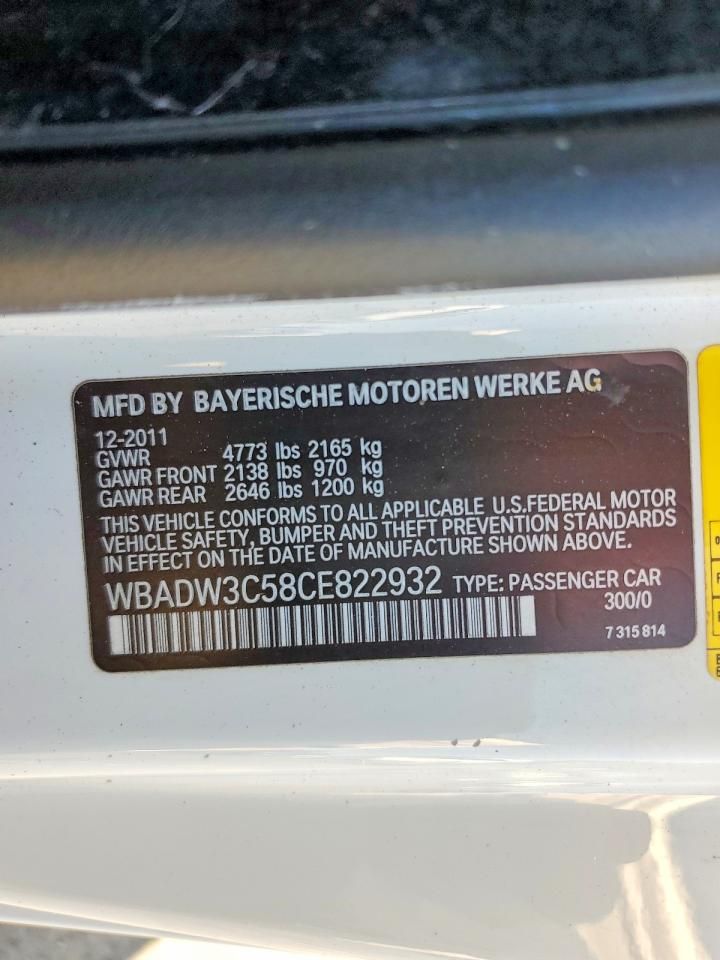 MFD BY BAYERISCHE MOTOREN WERKE AG
12-2011
GVWR 4773 lbs 2165 kg
GAWR FRONT 2138 lbs 970 kg
GAWR REAR 2646 lbs 1200 kg
THIS VEHICLE CONFORMS TO ALL APPLICABLE U.S.FEDERAL MOTOR
VEHICLE SAFETY, BUMPER AND THEFT PREVENTION STANDARDS
IN EFFECT ON THE DATE OF MANUFACTURE SHOWN ABOVE.
WBADW3C58CE822932 TYPE: PASSENGER CAR
300/0
7 315 814